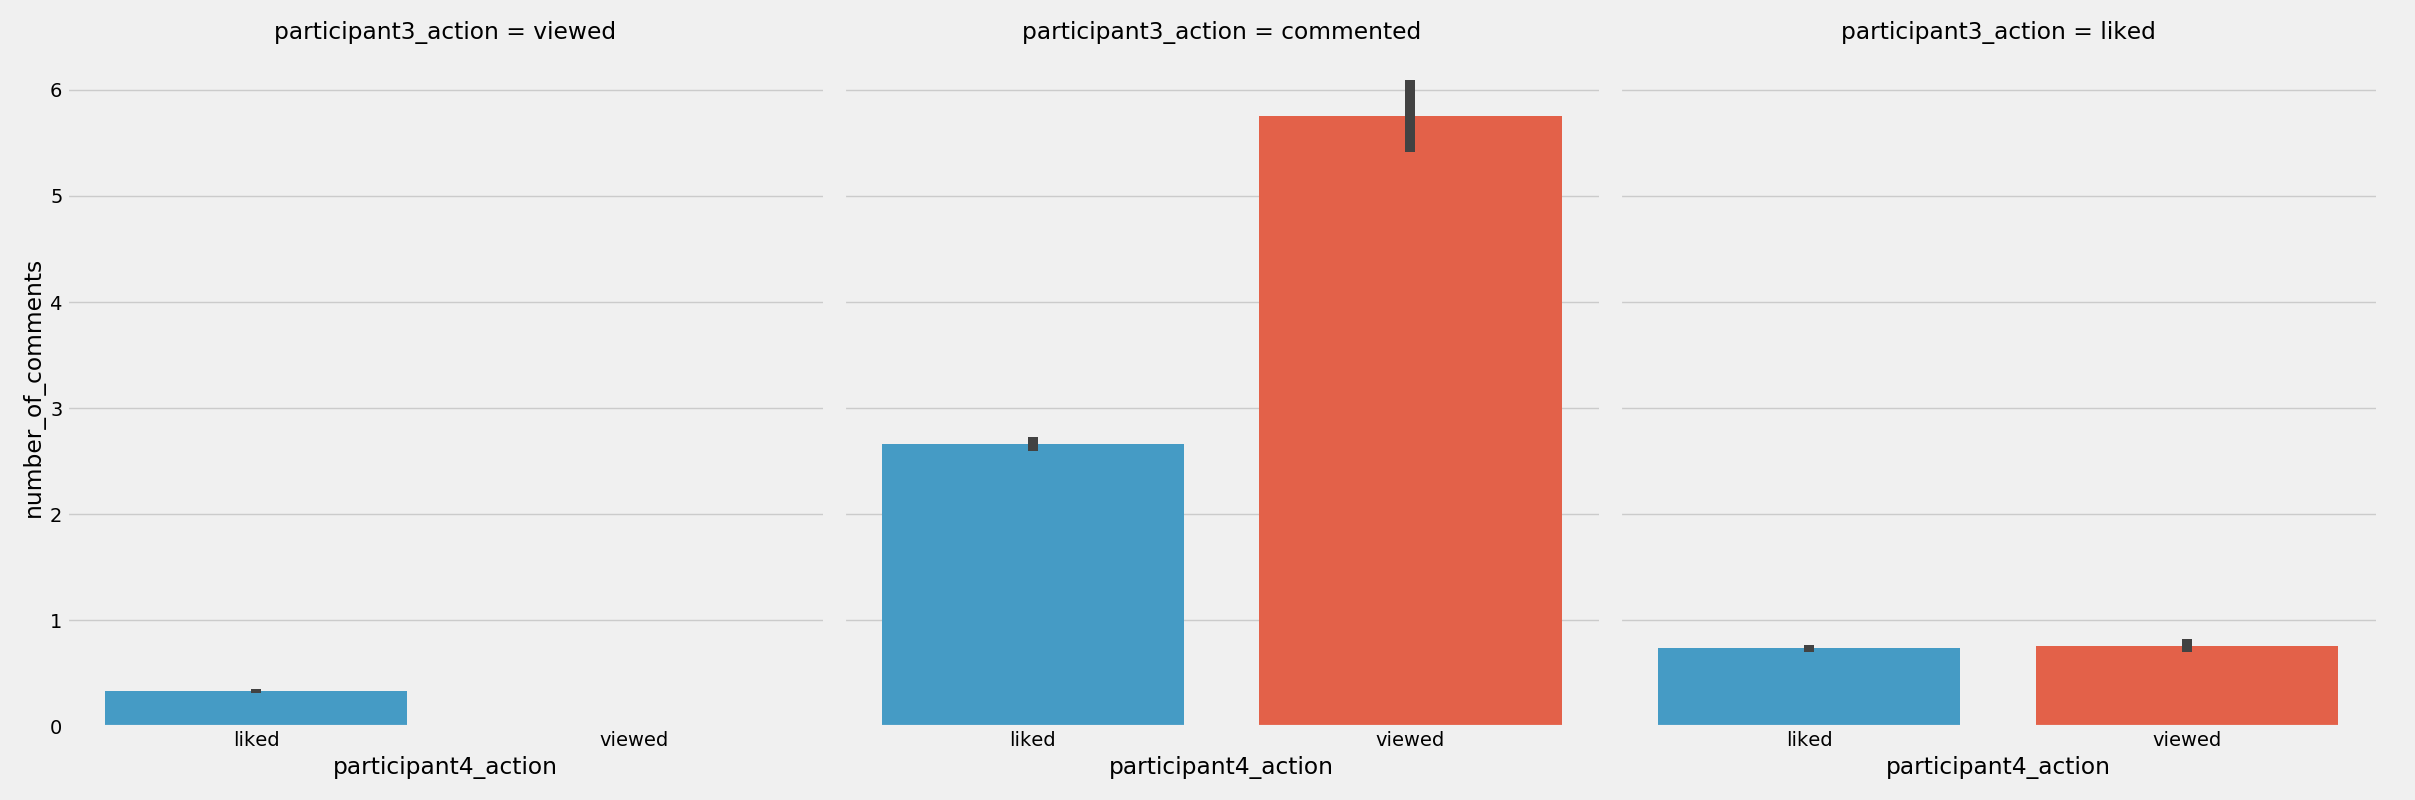 participant3_action = viewed
participant3_action = commented
participant3_action = liked
number_of_comments
6
5
4
3
2
1
0
liked
viewed
liked
viewed
liked
viewed
participant4_action
participant4_action
participant4_action